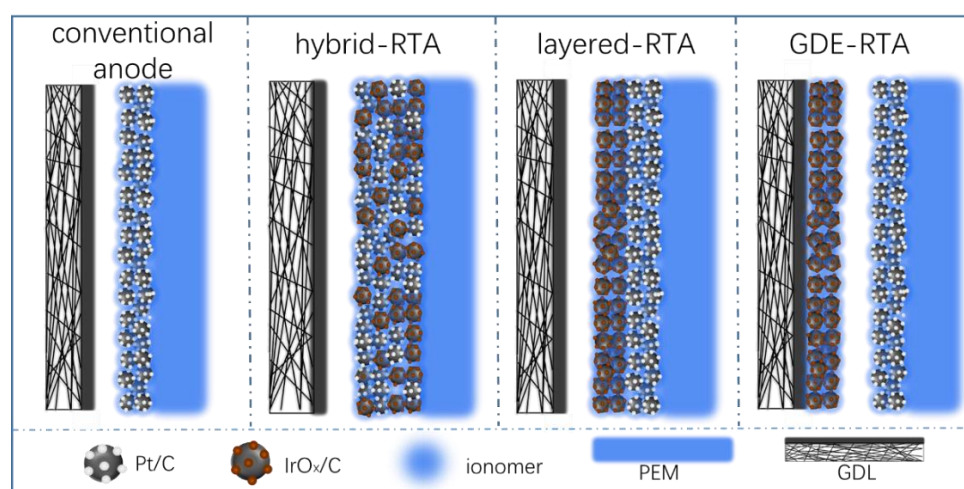 conventional
anode
hybrid-RTA
layered-RTA
GDE-RTA
Pt/C
IrOₓ/C
ionomer
PEM
GDL